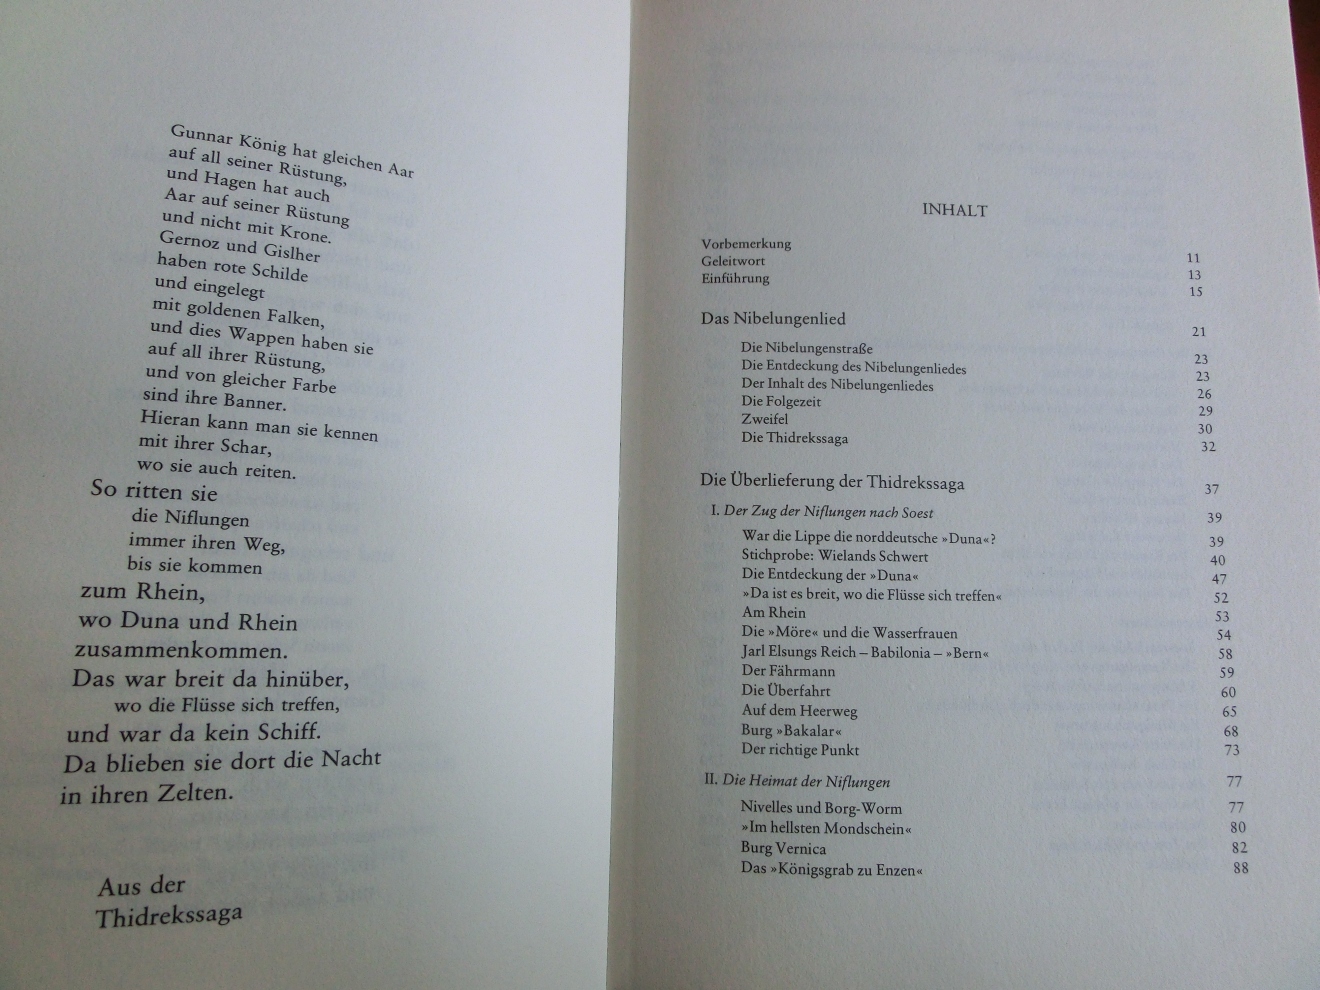 Gunnar König hat gleichen Aar
auf all seiner Rüstung,
und Hagen hat auch
Aar auf seiner Rüstung
und nicht mit Krone.
Gernoz und Gislher
haben rote Schilde
und eingelegt
mit goldenen Falken,
und dies Wappen haben sie
auf all ihrer Rüstung,
und von gleicher Farbe
sind ihre Banner.
Hieran kann man sie kennen
mit ihrer Schar,
wo sie auch reiten.
So ritten sie
die Niflungen
immer ihren Weg,
bis sie kommen
zum Rhein,
wo Duna und Rhein
zusammenkommen.
Das war breit da hinüber,
wo die Flüsse sich treffen,
und war da kein Schiff.
Da blieben sie dort die Nacht
in ihren Zelten.
Aus der
Thidrekssaga
INHALT
Vorbemerkung 11
Geleitwort 13
Einführung 15
Das Nibelungenlied 21
Die Nibelungenstraße 23
Die Entdeckung des Nibelungenliedes 23
Der Inhalt des Nibelungenliedes 26
Die Folgezeit 29
Zweifel 30
Die Thidrekssaga 32
Die Überlieferung der Thidrekssaga 37
I. Der Zug der Niflungen nach Soest 39
War die Lippe die norddeutsche »Duna«? 39
Stichprobe: Wielands Schwert 40
Die Entdeckung der »Duna« 47
»Da ist es breit, wo die Flüsse sich treffen« 52
Am Rhein 53
Die »Möre« und die Wasserfrauen 54
Jarl Elsungs Reich – Babilonia – »Bern« 58
Der Fährmann 59
Die Überfahrt 60
Auf dem Heerweg 65
Burg »Bakalar« 68
Der richtige Punkt 73
II. Die Heimat der Niflungen 77
Nivelles und Borg-Worm 77
»Im hellsten Mondschein« 80
Burg Vernica 82
Das »Königsgrab zu Enzen« 88